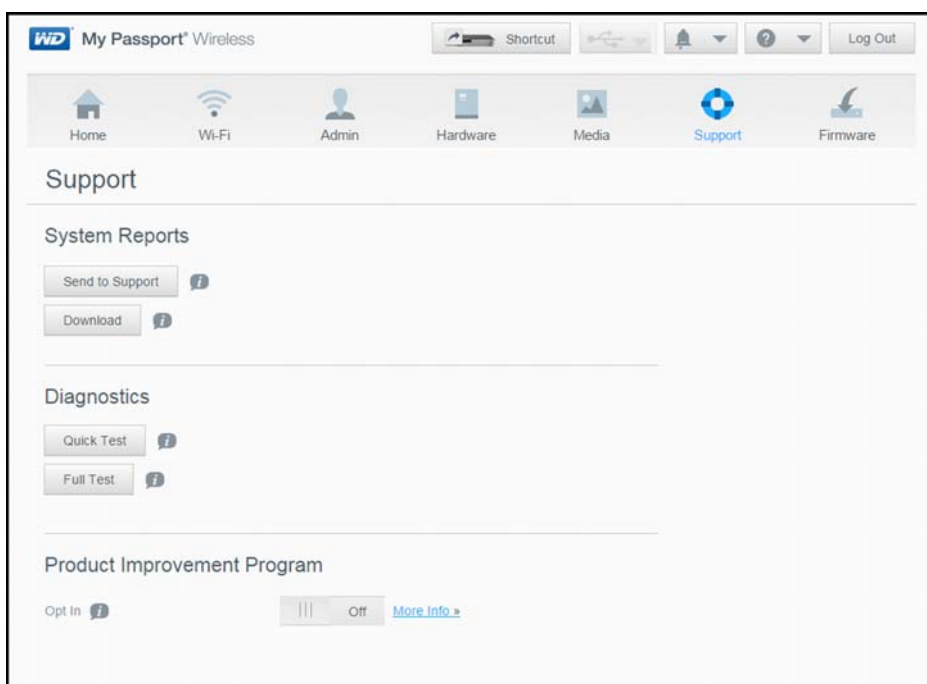 WD My Passport® Wireless
Shortcut
Log Out
Home
Wi-Fi
Admin
Hardware
Media
Support
Firmware
Support
System Reports
Send to Support
Download
Diagnostics
Quick Test
Full Test
Product Improvement Program
Opt In
Off
More Info »